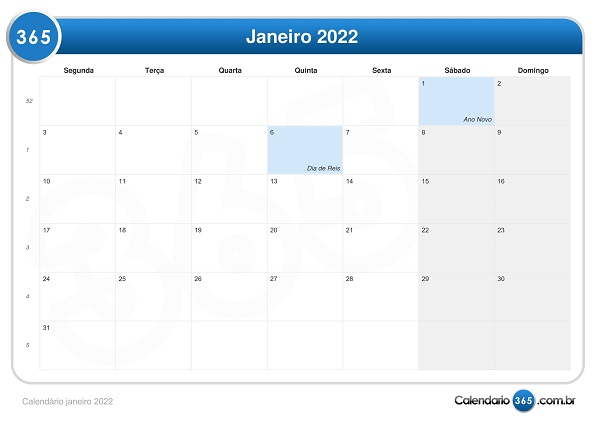 365
Janeiro 2022
Segunda Terça Quarta Quinta Sexta Sábado Domingo
52 1 2
Ano Novo
1 3 4 5 6 7 8 9
Dia de Reis
2 10 11 12 13 14 15 16
3 17 18 19 20 21 22 23
4 24 25 26 27 28 29 30
5 31
Calendário janeiro 2022
Calendario 365 .com.br